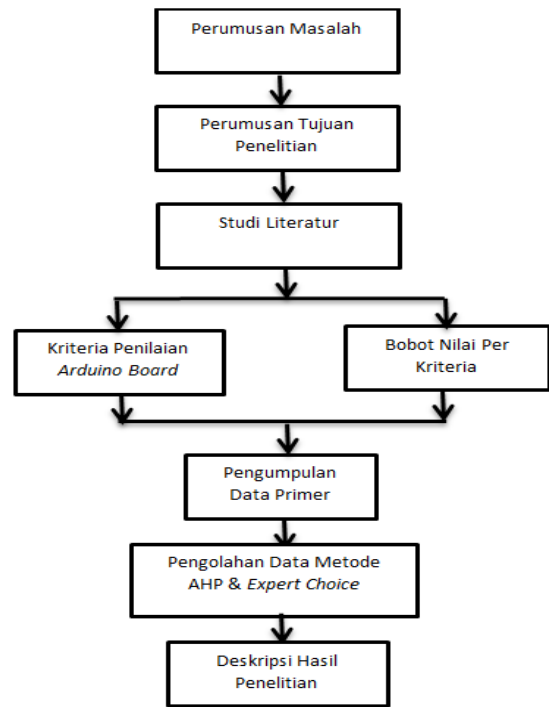 Perumusan Masalah
Perumusan Tujuan
Penelitian
Studi Literatur
Kriteria Penilaian
Arduino Board
Bobot Nilai Per
Kriteria
Pengumpulan
Data Primer
Pengolahan Data Metode
AHP & Expert Choice
Deskripsi Hasil
Penelitian